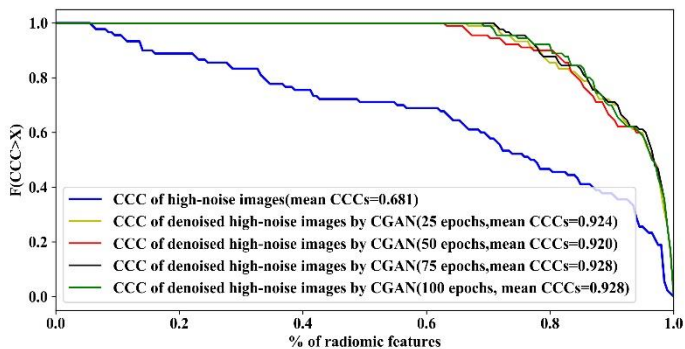 1.0
0.8
0.6
0.4
0.2
0.0
F(CCC>X)
CCC of high-noise images(mean CCCs=0.681)
CCC of denoised high-noise images by CGAN(25 epochs,mean CCCs=0.924)
CCC of denoised high-noise images by CGAN(50 epochs,mean CCCs=0.920)
CCC of denoised high-noise images by CGAN(75 epochs,mean CCCs=0.928)
CCC of denoised high-noise images by CGAN(100 epochs, mean CCCs=0.928)
0.0 0.2 0.4 0.6 0.8 1.0
% of radiomic features